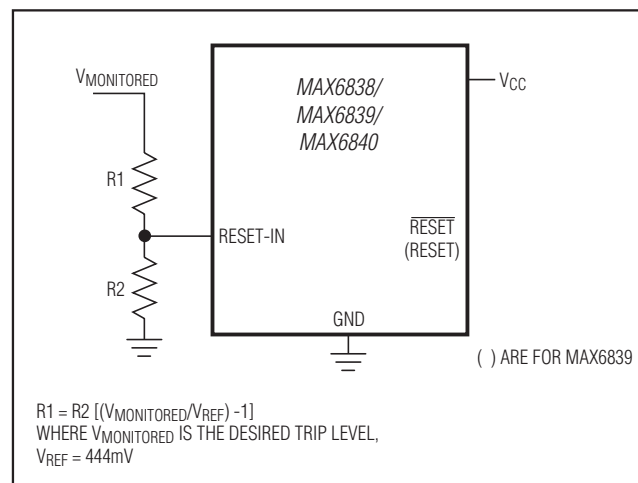 VMONITORED
MAX6838/
MAX6839/
MAX6840
VCC
R1
RESET-IN
RESET
(RESET)
R2
GND
( ) ARE FOR MAX6839
R1 = R2 [(VMONITORED/VREF) -1]
WHERE VMONITORED IS THE DESIRED TRIP LEVEL,
VREF = 444mV